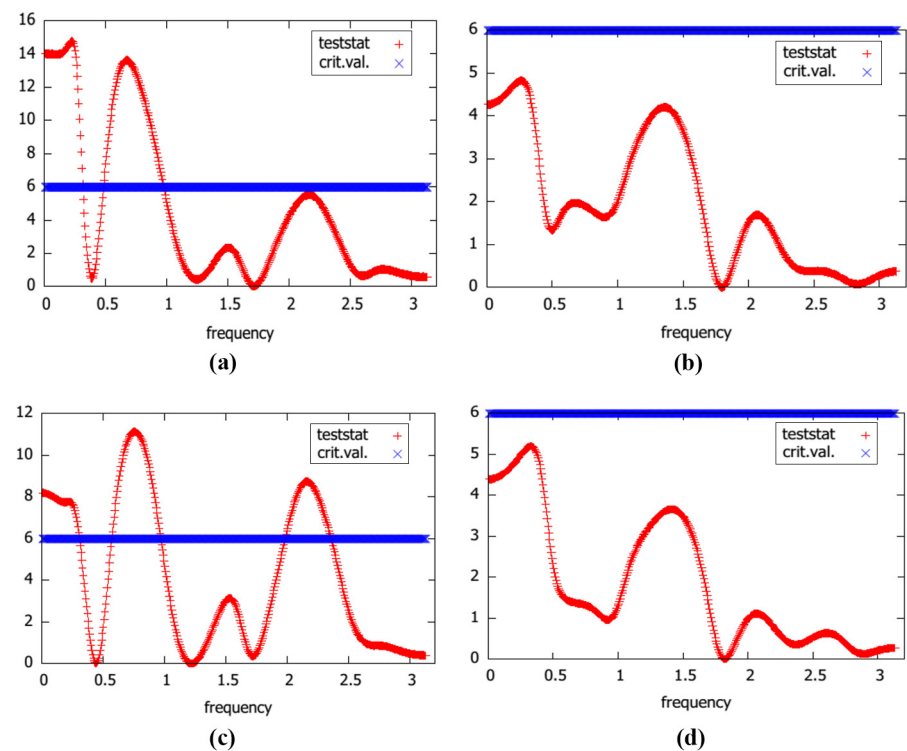 16
14
12
10
8
6
4
2
0
teststat +
crit.val. ×
0 0.5 1 1.5 2 2.5 3
frequency
(a)
6
5
4
3
2
1
0
teststat +
crit.val. ×
0 0.5 1 1.5 2 2.5 3
frequency
(b)
12
10
8
6
4
2
0
teststat +
crit.val. ×
0 0.5 1 1.5 2 2.5 3
frequency
(c)
6
5
4
3
2
1
0
teststat +
crit.val. ×
0 0.5 1 1.5 2 2.5 3
frequency
(d)